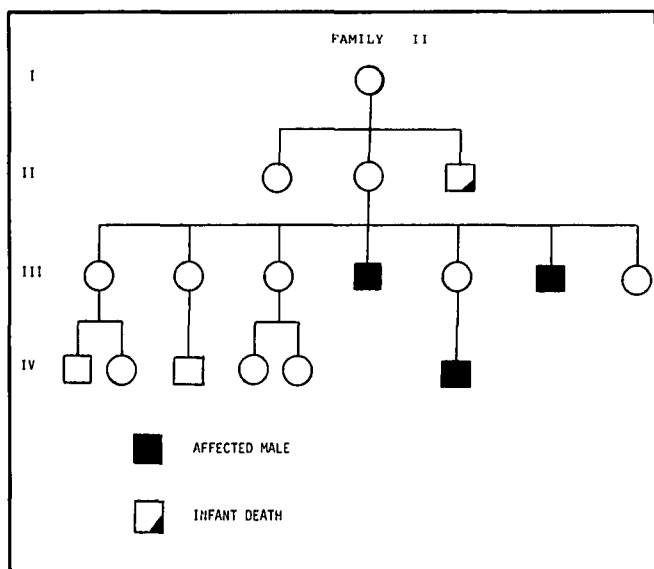 FAMILY II
I
II
III
IV
AFFECTED MALE
INFANT DEATH